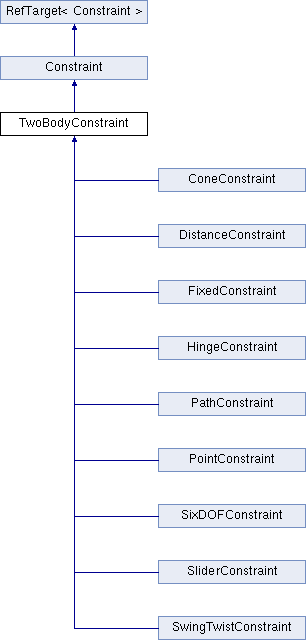 RefTarget< Constraint >
Constraint
TwoBodyConstraint
ConeConstraint
DistanceConstraint
FixedConstraint
HingeConstraint
PathConstraint
PointConstraint
SixDOFConstraint
SliderConstraint
SwingTwistConstraint